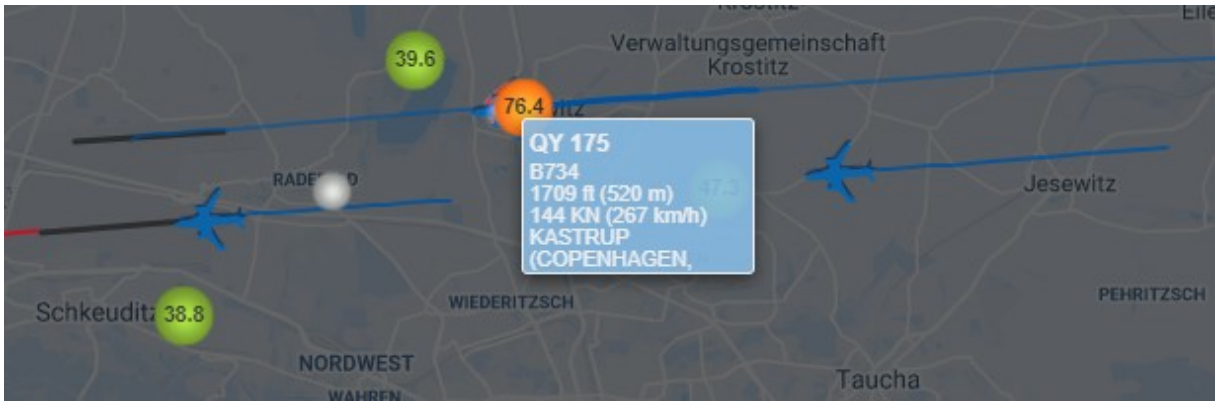 39.6
Verwaltungsgemeinschaft
Krostitz
76.4
QY 175
B734
1709 ft (520 m)
144 KN (267 km/h)
KASTRUP
(COPENHAGEN,
47.3
Jesewitz
Schkeuditz
38.8
WIEDERITZSCH
PEHRITZSCH
NORDWEST
Taucha
WAHREN